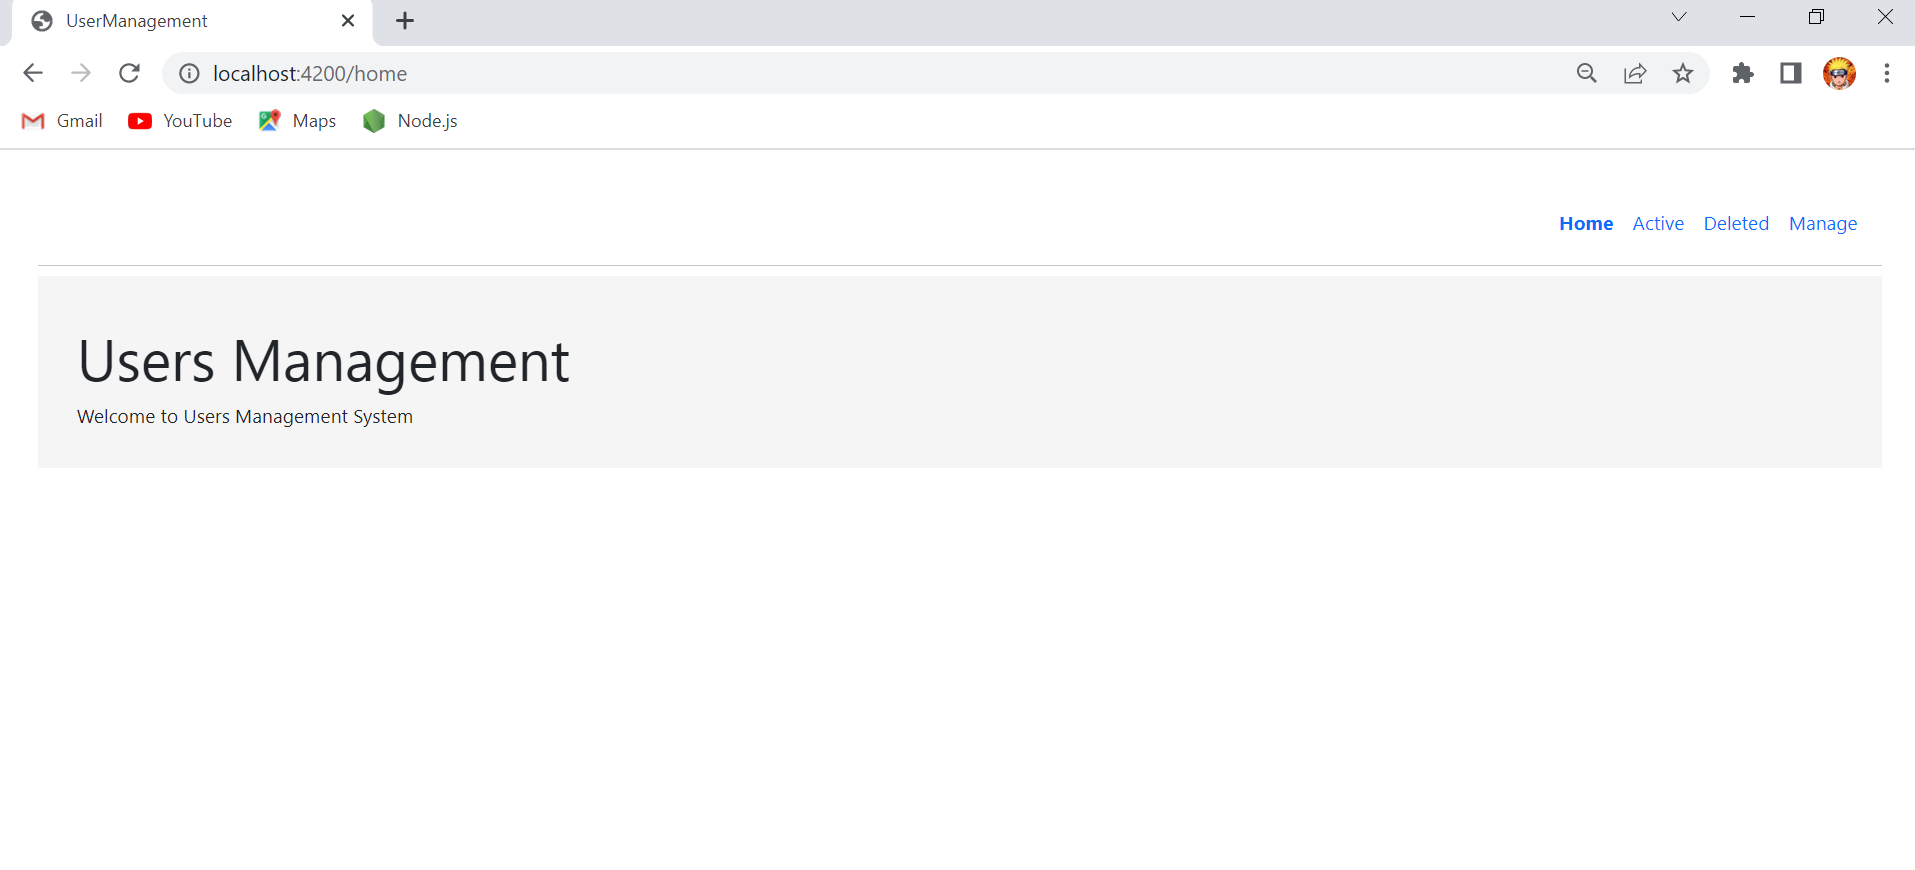 UserManagement
localhost:4200/home
Gmail YouTube Maps Node.js
Home Active Deleted Manage
Users Management
Welcome to Users Management System